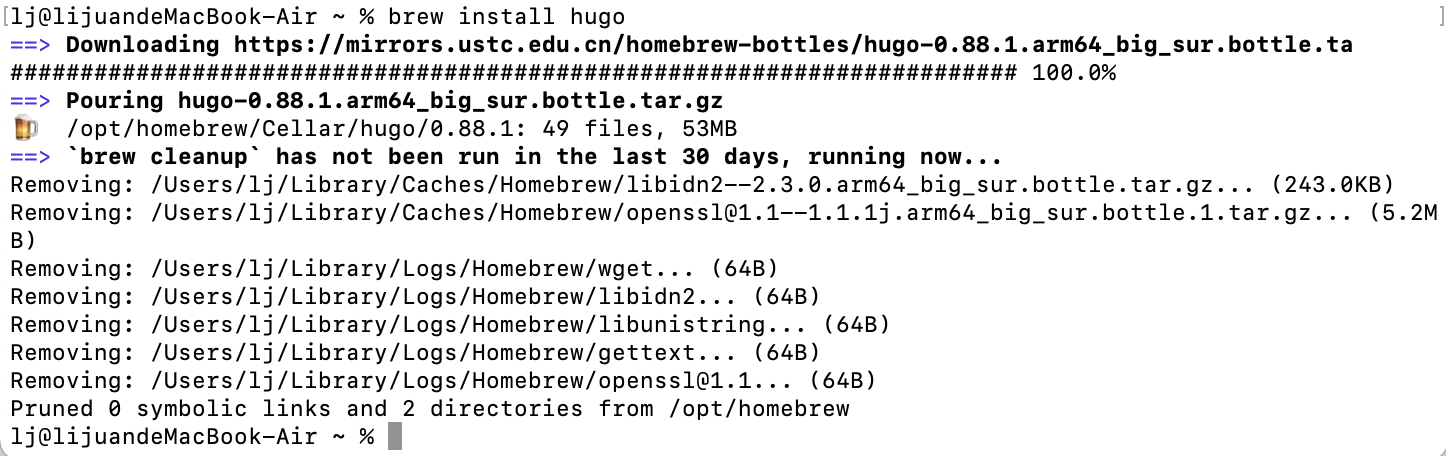 [lj@lijuandeMacBook-Air ~ % brew install hugo ]
==> Downloading https://mirrors.ustc.edu.cn/homebrew-bottles/hugo-0.88.1.arm64_big_sur.bottle.ta
######################################################################## 100.0%
==> Pouring hugo-0.88.1.arm64_big_sur.bottle.tar.gz
🍺 /opt/homebrew/Cellar/hugo/0.88.1: 49 files, 53MB
==> `brew cleanup` has not been run in the last 30 days, running now...
Removing: /Users/lj/Library/Caches/Homebrew/libidn2--2.3.0.arm64_big_sur.bottle.tar.gz... (243.0KB)
Removing: /Users/lj/Library/Caches/Homebrew/openssl@1.1--1.1.1j.arm64_big_sur.bottle.1.tar.gz... (5.2M
B)
Removing: /Users/lj/Library/Logs/Homebrew/wget... (64B)
Removing: /Users/lj/Library/Logs/Homebrew/libidn2... (64B)
Removing: /Users/lj/Library/Logs/Homebrew/libunistring... (64B)
Removing: /Users/lj/Library/Logs/Homebrew/gettext... (64B)
Removing: /Users/lj/Library/Logs/Homebrew/openssl@1.1... (64B)
Pruned 0 symbolic links and 2 directories from /opt/homebrew
lj@lijuandeMacBook-Air ~ %